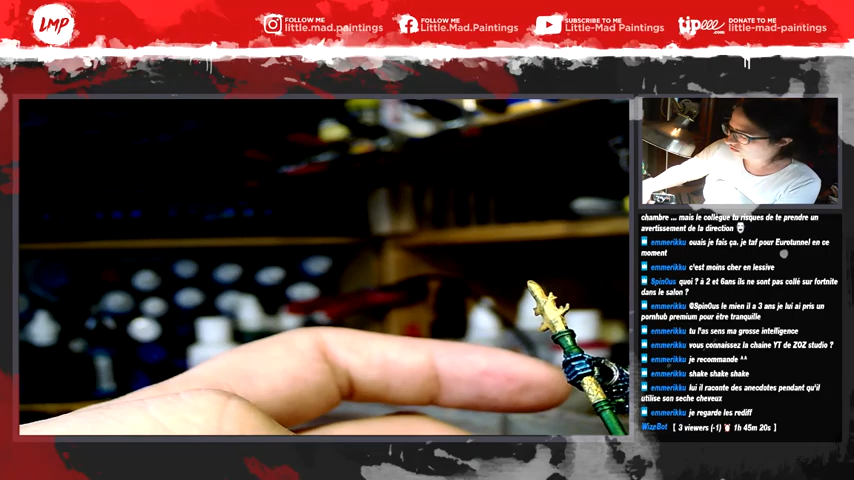 LMP
FOLLOW ME
little.mad.paintings
FOLLOW ME
Little.Mad.Paintings
SUBSCRIBE TO ME
Little-Mad Paintings
tipeee.com
DONATE TO ME
little-mad-paintings
chambre ... mais le collègue tu risques de te prendre un
avertissement de la direction
emmerikku ouais je fais ça. je taf pour Eurotunnel en ce
moment
emmerikku c'est moins cher en lessive
Spin0us quoi ? à 2 et 6ans ils ne sont pas collé sur fortnite
dans le salon ?
emmerikku @Spin0us le mien il a 3 ans je lui ai pris un
pornhub premium pour être tranquille
emmerikku tu l'as sens ma grosse intelligence
emmerikku vous connaissez la chaine YT de ZOZ studio ?
emmerikku je recommande ^^
emmerikku shake shake shake
emmerikku lui il raconte des anecdotes pendant qu'il
utilise son seche cheveux
emmerikku je regarde les rediff
WizeBot [ 3 viewers (-1) 1h 45m 20s ]